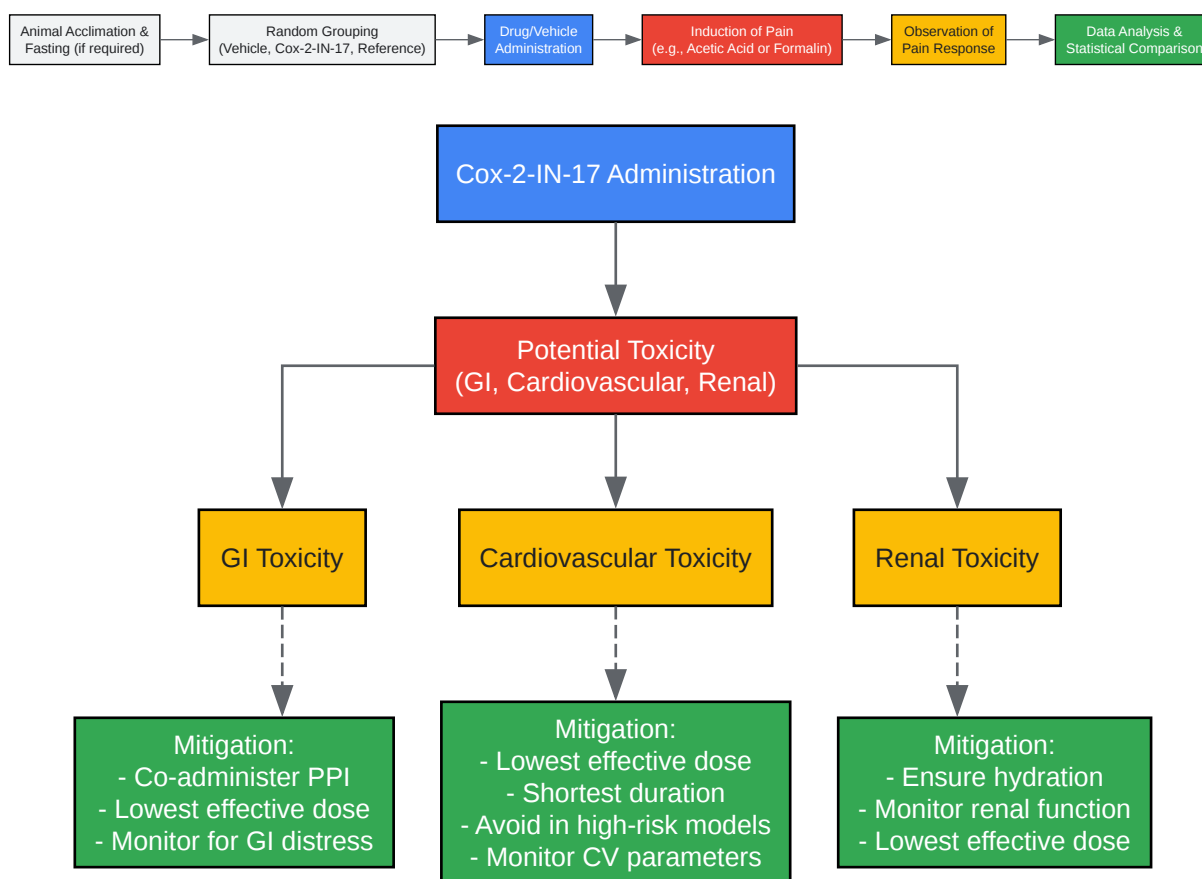 Animal Acclimation &
Fasting (if required)
Random Grouping
(Vehicle, Cox-2-IN-17, Reference)
Drug/Vehicle
Administration
Induction of Pain
(e.g., Acetic Acid or Formalin)
Observation of
Pain Response
Data Analysis &
Statistical Comparison
Cox-2-IN-17 Administration
Potential Toxicity
(GI, Cardiovascular, Renal)
GI Toxicity
Cardiovascular Toxicity
Renal Toxicity
Mitigation:
- Co-administer PPI
- Lowest effective dose
- Monitor for GI distress
Mitigation:
- Lowest effective dose
- Shortest duration
- Avoid in high-risk models
- Monitor CV parameters
Mitigation:
- Ensure hydration
- Monitor renal function
- Lowest effective dose